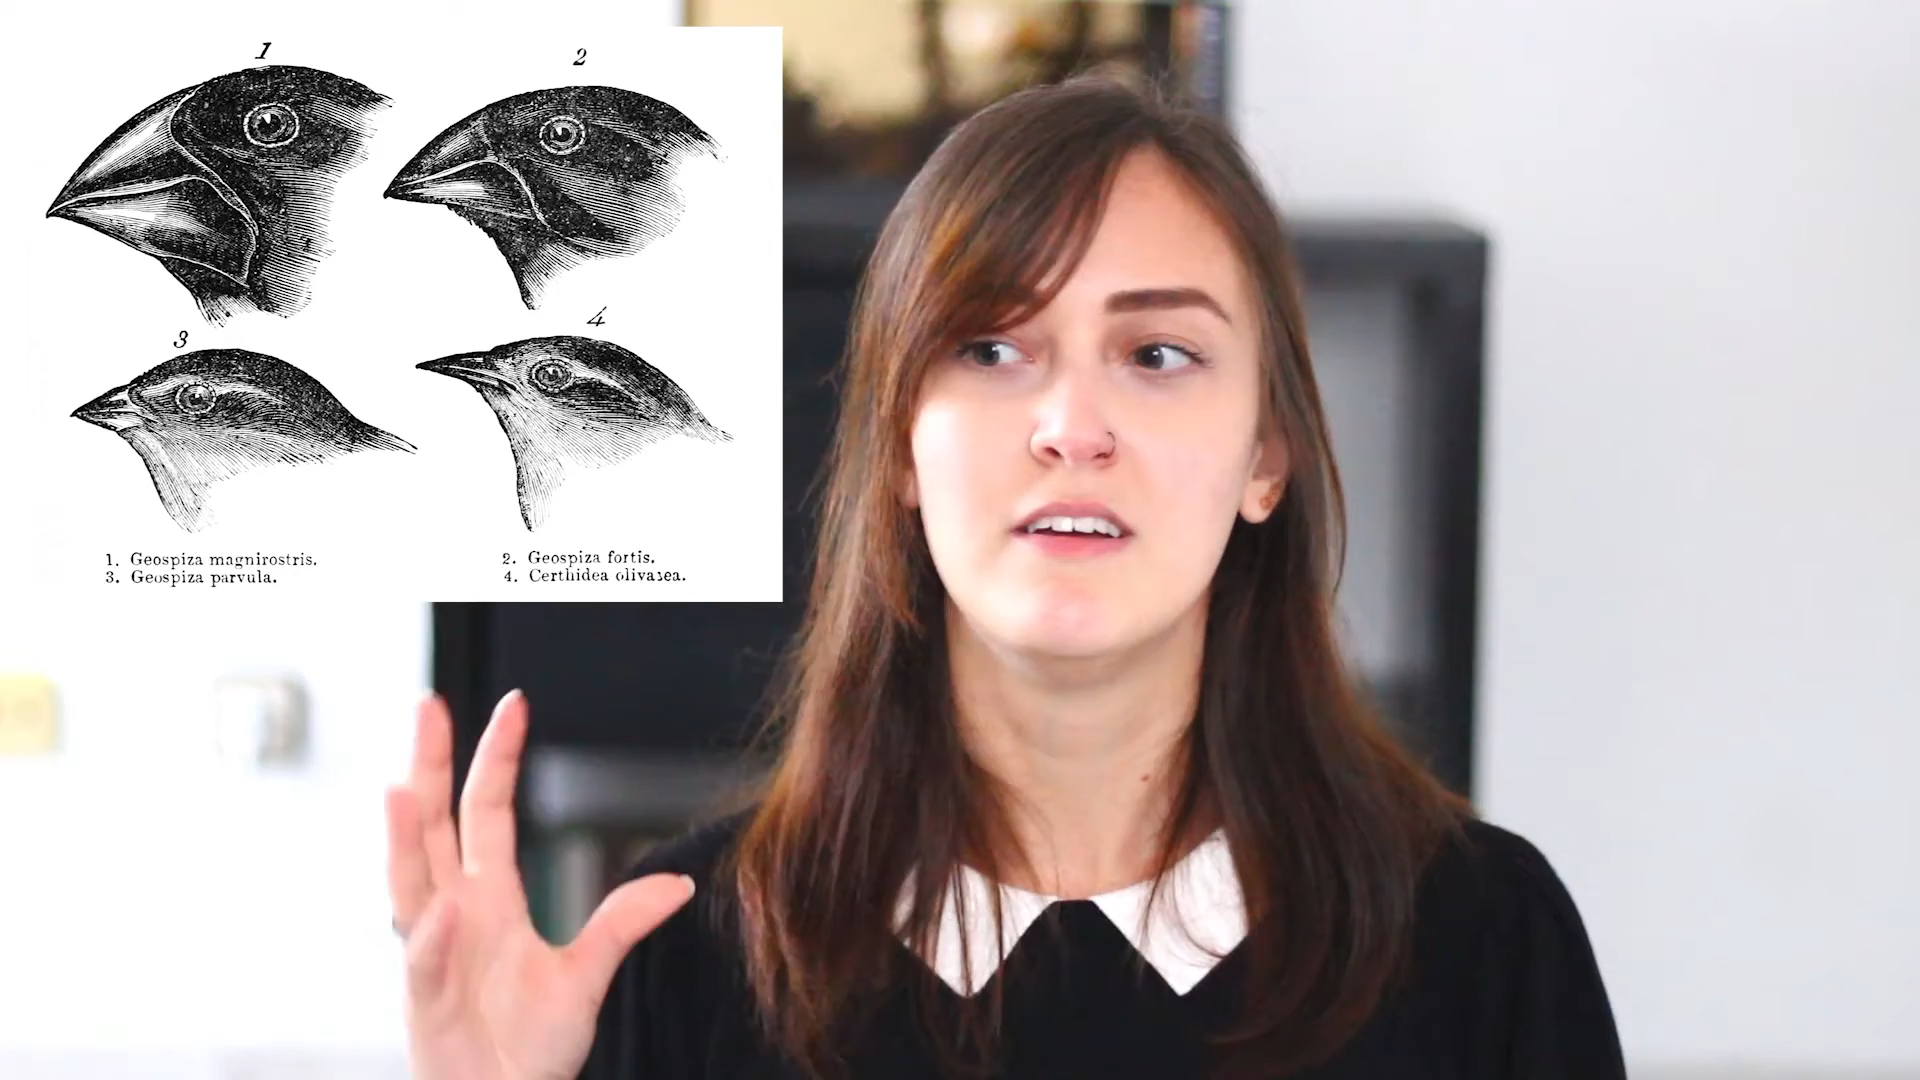 1
2
3
4
1. Geospiza magnirostris.
2. Geospiza fortis.
3. Geospiza parvula.
4. Certhidea olivasea.